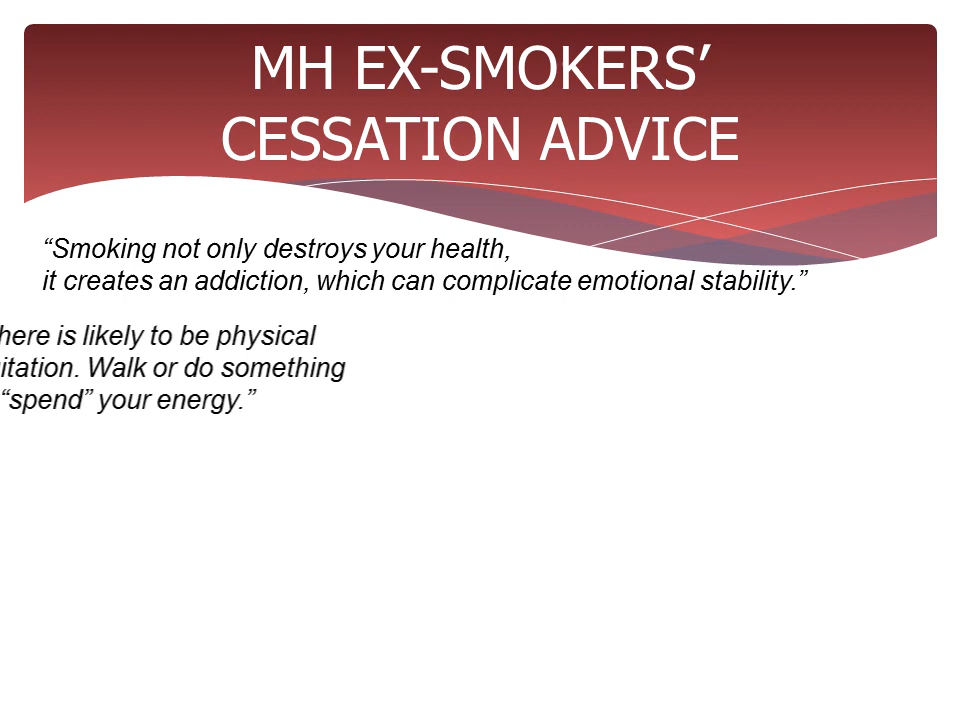 MH EX-SMOKERS’
CESSATION ADVICE
“Smoking not only destroys your health,
it creates an addiction, which can complicate emotional stability.”
here is likely to be physical
itation. Walk or do something
“spend” your energy.”